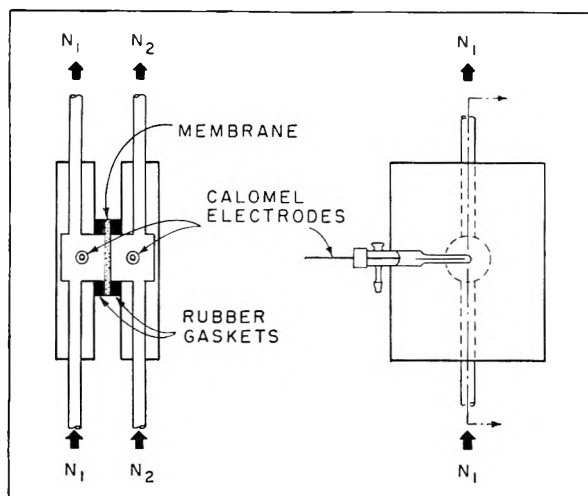 N₁ N₂ N₁
MEMBRANE
CALOMEL
ELECTRODES
RUBBER
GASKETS
N₁ N₂ N₁